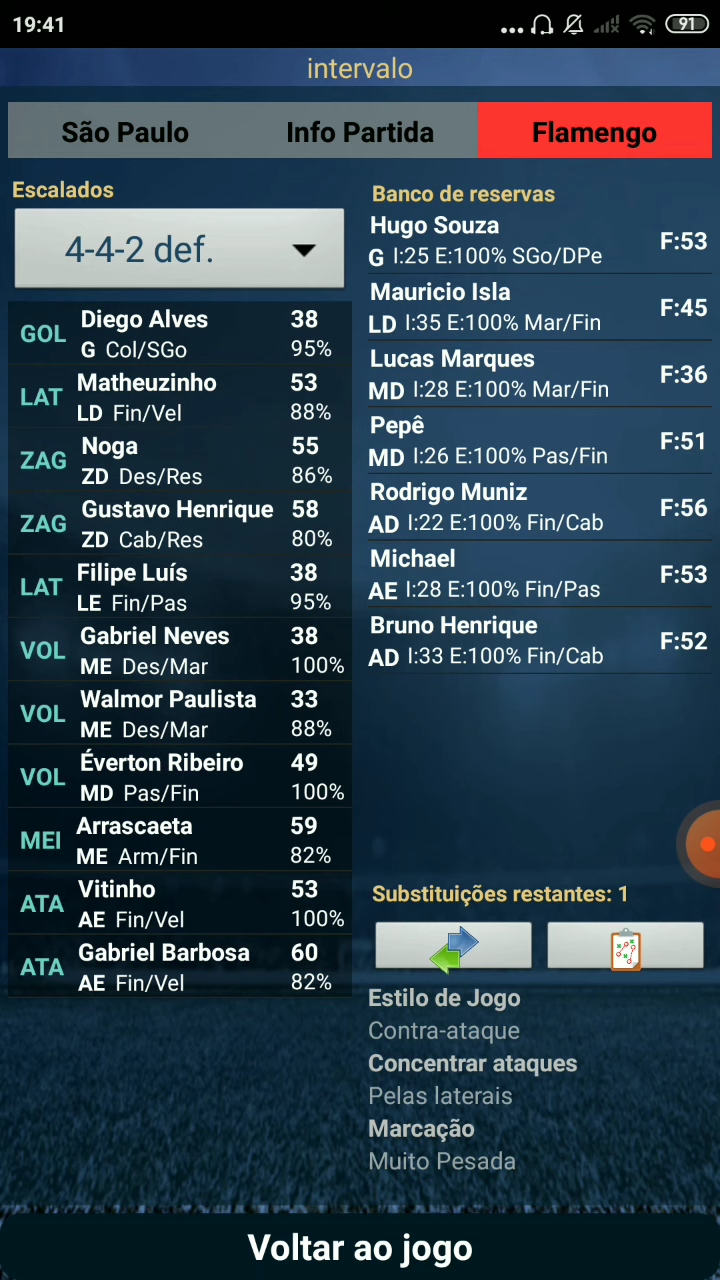 19:41
91
intervalo
São Paulo
Info Partida
Flamengo
Escalados
4-4-2 def.
GOL Diego Alves 38
G Col/SGo 95%
LAT Matheuzinho 53
LD Fin/Vel 88%
ZAG Noga 55
ZD Des/Res 86%
ZAG Gustavo Henrique 58
ZD Cab/Res 80%
LAT Filipe Luís 38
LE Fin/Pas 95%
VOL Gabriel Neves 38
ME Des/Mar 100%
VOL Walmor Paulista 33
ME Des/Mar 88%
VOL Éverton Ribeiro 49
MD Pas/Fin 100%
MEI Arrascaeta 59
ME Arm/Fin 82%
ATA Vitinho 53
AE Fin/Vel 100%
ATA Gabriel Barbosa 60
AE Fin/Vel 82%
Banco de reservas
Hugo Souza F:53
G I:25 E:100% SGo/DPe
Mauricio Isla F:45
LD I:35 E:100% Mar/Fin
Lucas Marques F:36
MD I:28 E:100% Mar/Fin
Pepê F:51
MD I:26 E:100% Pas/Fin
Rodrigo Muniz F:56
AD I:22 E:100% Fin/Cab
Michael F:53
AE I:28 E:100% Fin/Pas
Bruno Henrique F:52
AD I:33 E:100% Fin/Cab
Substituições restantes: 1
Estilo de Jogo
Contra-ataque
Concentrar ataques
Pelas laterais
Marcação
Muito Pesada
Voltar ao jogo